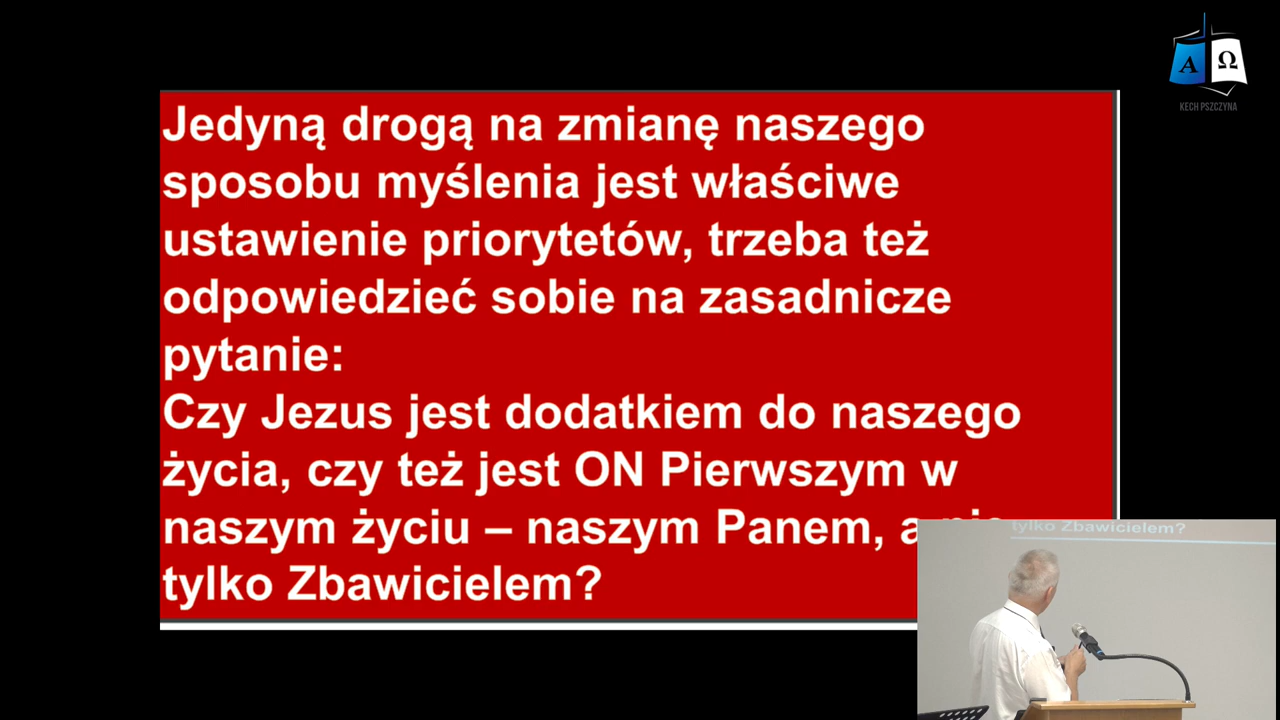 A Ω
KECH PSZCZYNA
Jedyną drogą na zmianę naszego
sposobu myślenia jest właściwe
ustawienie priorytetów, trzeba też
odpowiedzieć sobie na zasadnicze
pytanie:
Czy Jezus jest dodatkiem do naszego
życia, czy też jest ON Pierwszym w
naszym życiu – naszym Panem, a nie
tylko Zbawicielem?
tylko Zbawicielem?